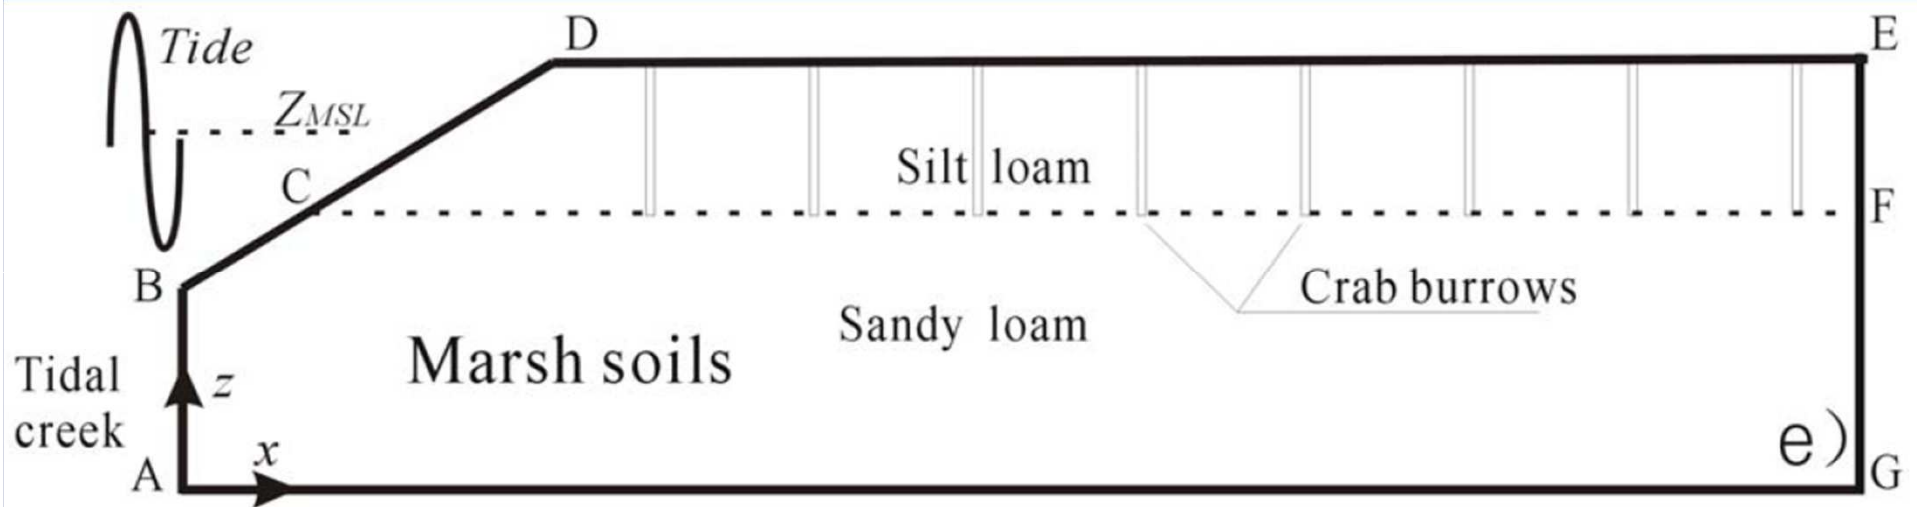 D
E
Tide
ZMSL
C
Silt loam
F
B
Crab burrows
Sandy loam
Marsh soils
Tidal
creek
z
x
e)
A
G